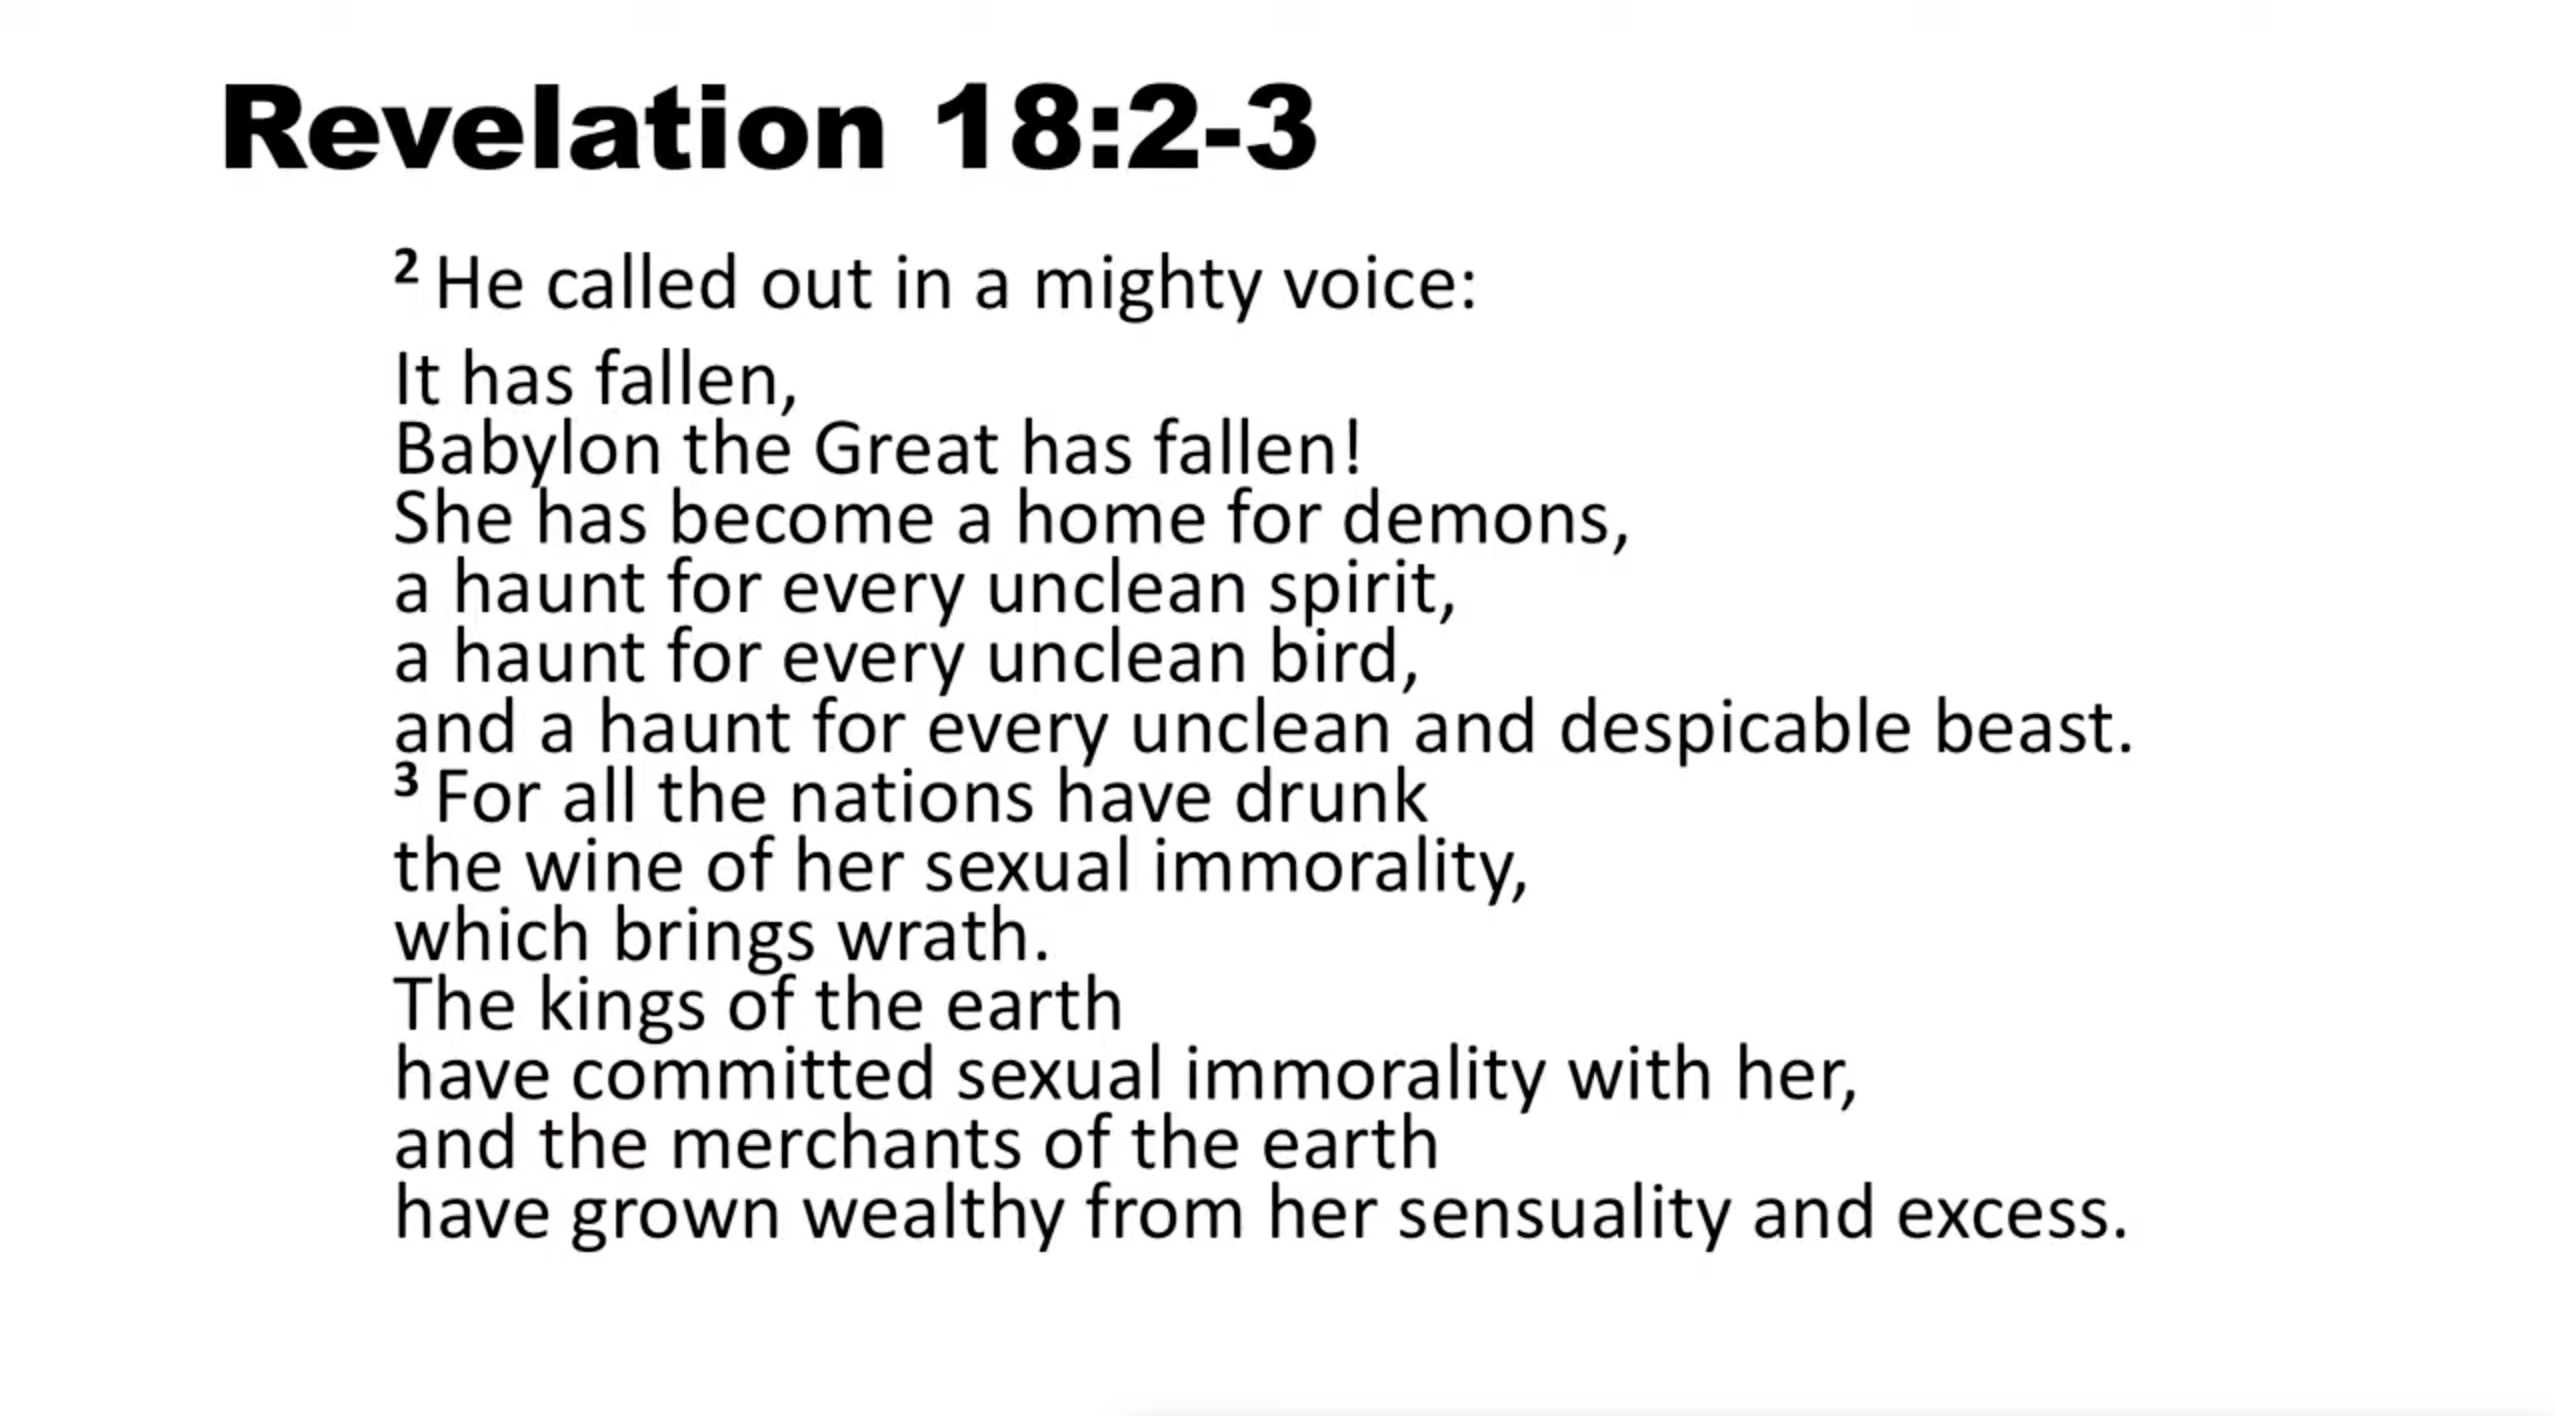 Revelation 18:2-3
2 He called out in a mighty voice:
It has fallen,
Babylon the Great has fallen!
She has become a home for demons,
a haunt for every unclean spirit,
a haunt for every unclean bird,
and a haunt for every unclean and despicable beast.
3 For all the nations have drunk
the wine of her sexual immorality,
which brings wrath.
The kings of the earth
have committed sexual immorality with her,
and the merchants of the earth
have grown wealthy from her sensuality and excess.